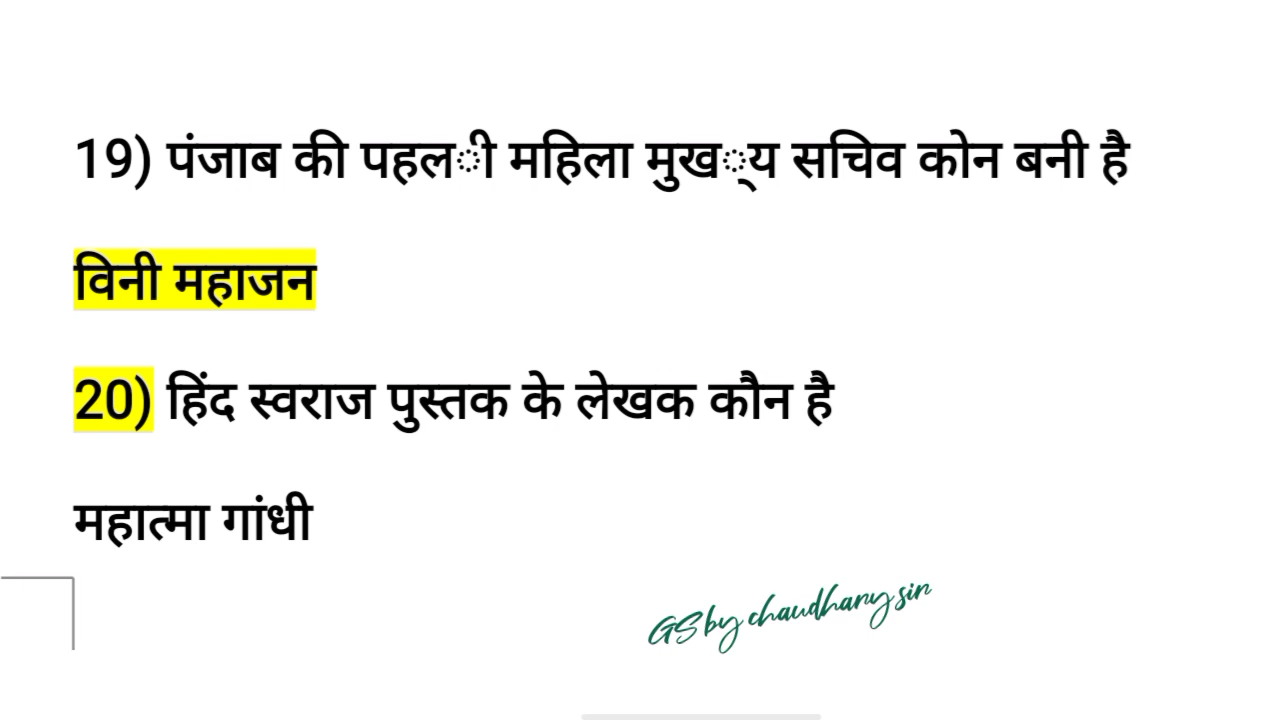 19) पंजाब की पहल ी महिला मुख ्य सचिव कोन बनी है
विनी महाजन
20) हिंद स्वराज पुस्तक के लेखक कौन है
महात्मा गांधी
GS by chaudhary sir